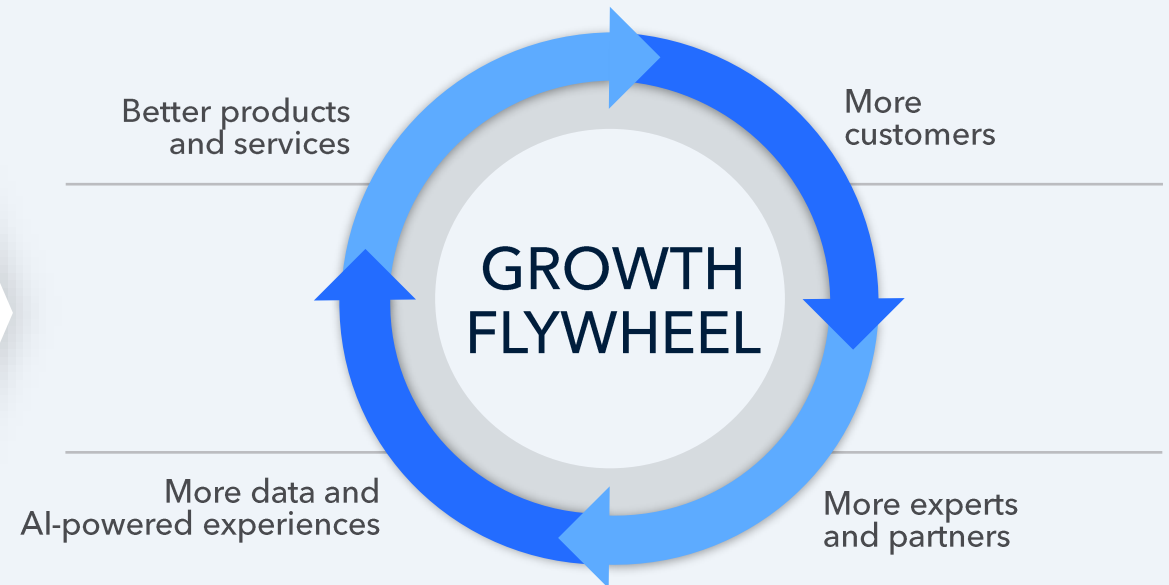 Better products
and services
More
customers
GROWTH
FLYWHEEL
More data and
AI-powered experiences
More experts
and partners